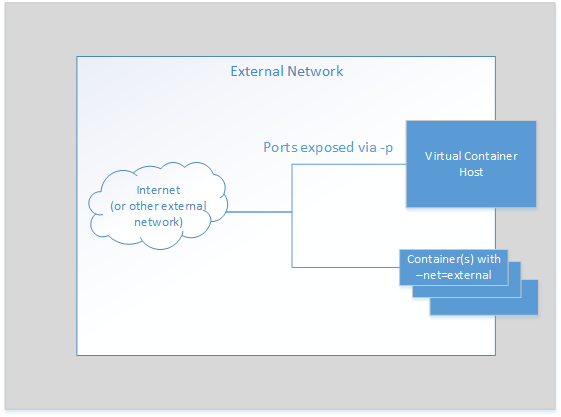 External Network
Ports exposed via -p
Virtual Container
Host
Internet
(or other external
network)
Container(s) with
--net=external